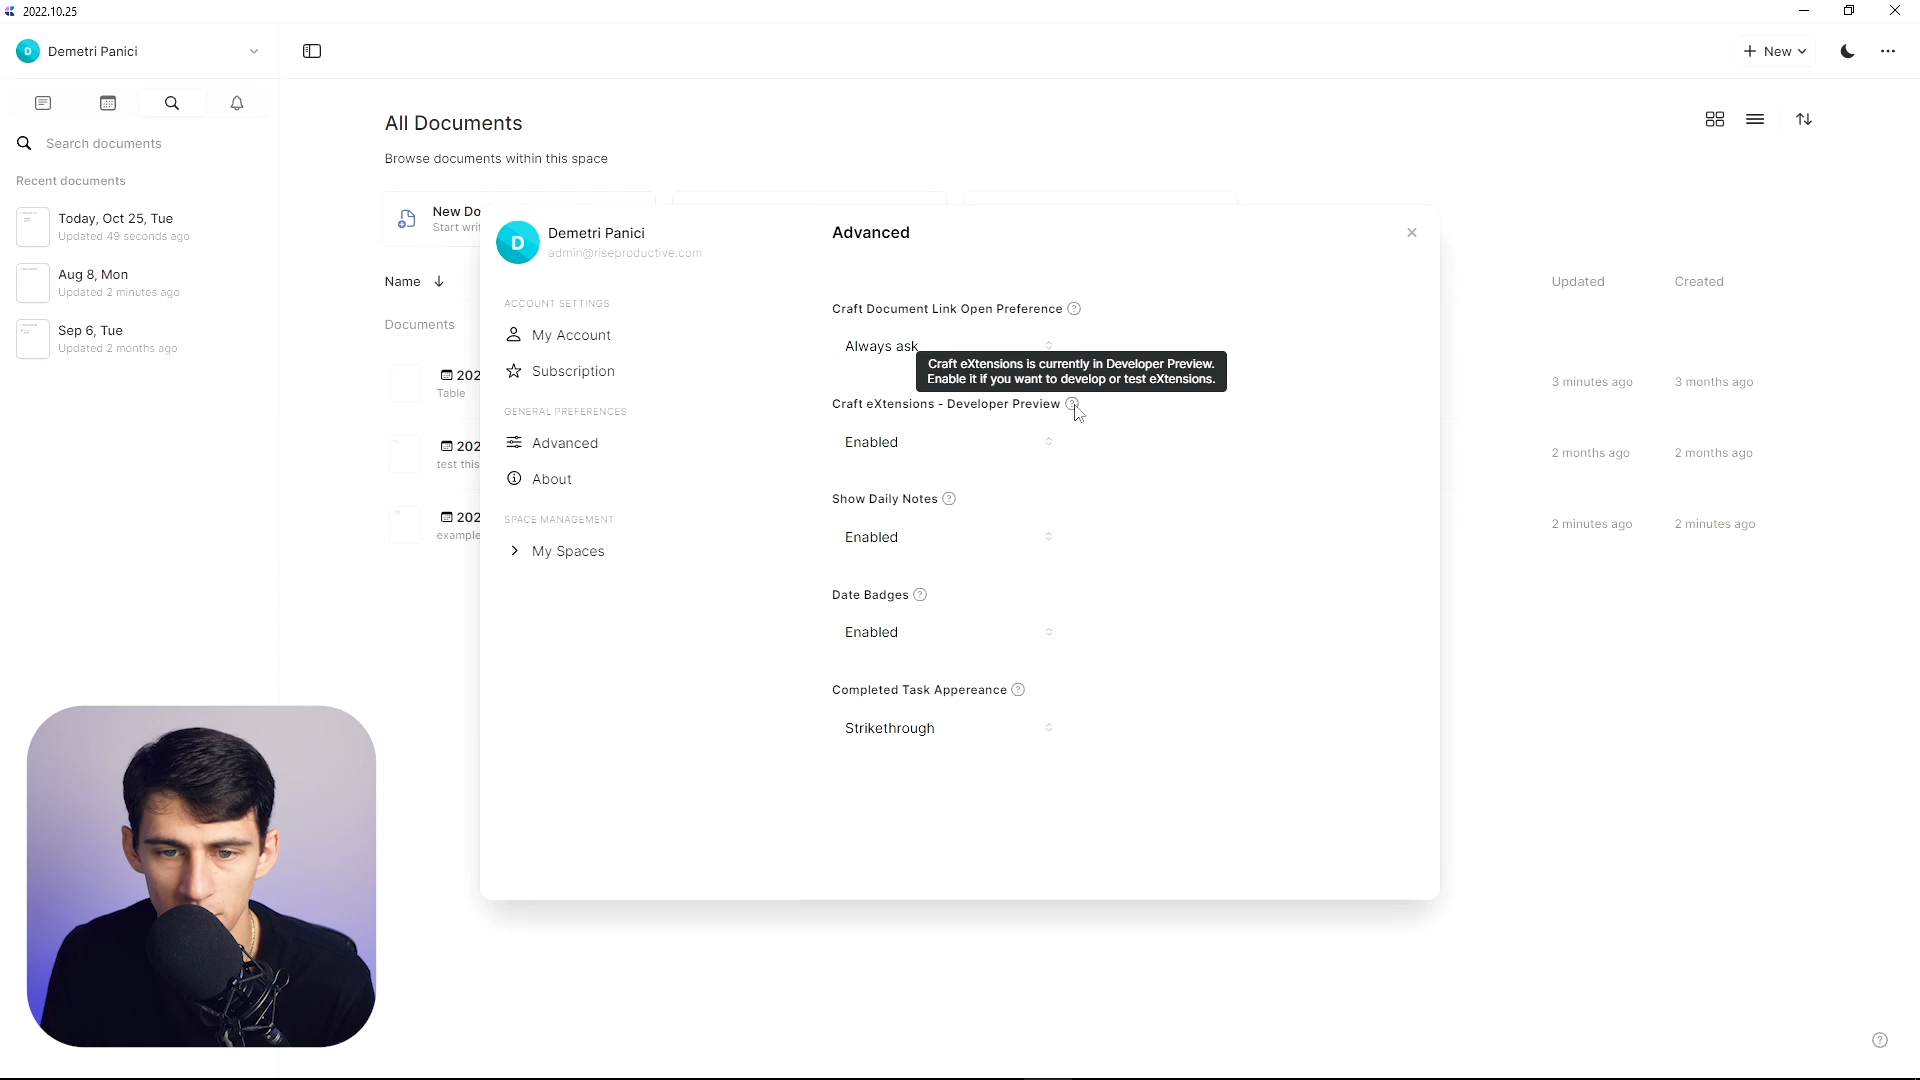 2022.10.25
D Demetri Panici
New
Search documents
Recent documents
Today, Oct 25, Tue
Updated 49 seconds ago
Aug 8, Mon
Updated 2 minutes ago
Sep 6, Tue
Updated 2 months ago
All Documents
Browse documents within this space
New Do
Start writ
Name
Updated
Created
Documents
202
Table
3 minutes ago
3 months ago
202
test this
2 months ago
2 months ago
202
example
2 minutes ago
2 minutes ago
D
Demetri Panici
admin@riseproductive.com
ACCOUNT SETTINGS
My Account
Subscription
GENERAL PREFERENCES
Advanced
About
SPACE MANAGEMENT
My Spaces
Advanced
Craft Document Link Open Preference ?
Always ask
Craft eXtensions is currently in Developer Preview.
Enable it if you want to develop or test eXtensions.
Craft eXtensions - Developer Preview ?
Enabled
Show Daily Notes ?
Enabled
Date Badges ?
Enabled
Completed Task Appereance ?
Strikethrough
?